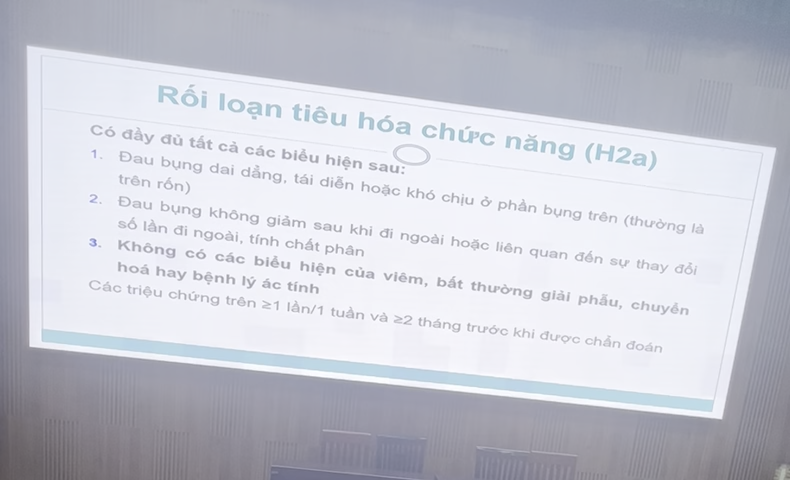 Rối loạn tiêu hóa chức năng (H2a)
Có đầy đủ tất cả các biểu hiện sau:
1. Đau bụng dai dẳng, tái diễn hoặc khó chịu ở phần bụng trên (thường là
trên rốn)
2. Đau bụng không giảm sau khi đi ngoài hoặc liên quan đến sự thay đổi
số lần đi ngoài, tính chất phân
3. Không có các biểu hiện của viêm, bất thường giải phẫu, chuyển
hoá hay bệnh lý ác tính
Các triệu chứng trên ≥1 lần/1 tuần và ≥2 tháng trước khi được chẩn đoán